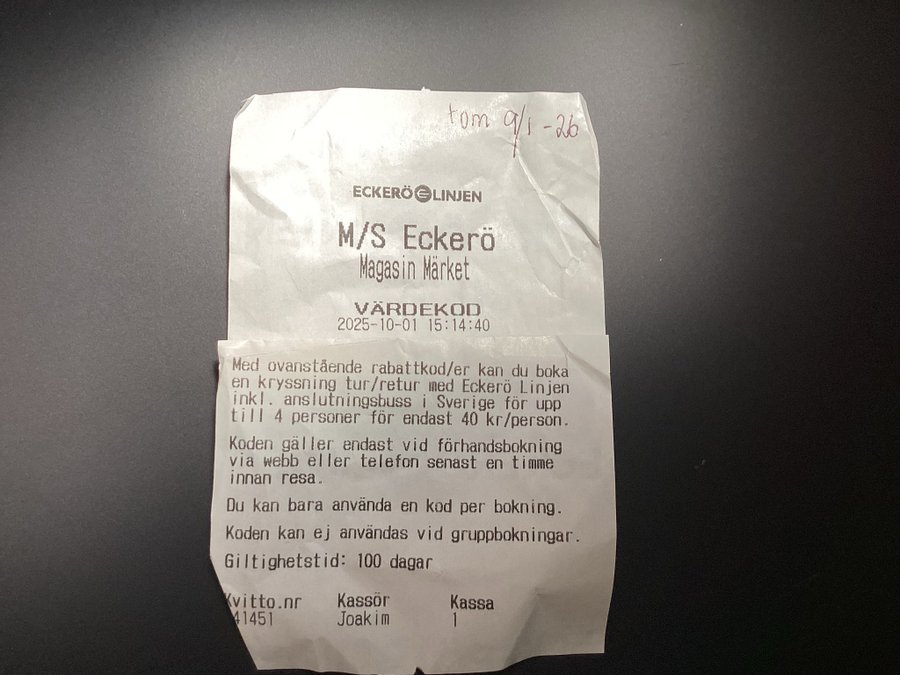 tom 9/1 -26
ECKERÖ LINJEN
M/S Eckerö
Magasin Märket
VÄRDEKOD
2025-10-01 15:14:40
Med ovanstående rabattkod/er kan du boka
en kryssning tur/retur med Eckerö Linjen
inkl. anslutningsbuss i Sverige för upp
till 4 personer för endast 40 kr/person.
Koden gäller endast vid förhandsbokning
via webb eller telefon senast en timme
innan resa.
Du kan bara använda en kod per bokning.
Koden kan ej användas vid gruppbokningar.
Giltighetstid: 100 dagar
Kvitto.nr Kassör Kassa
41451 Joakim 1